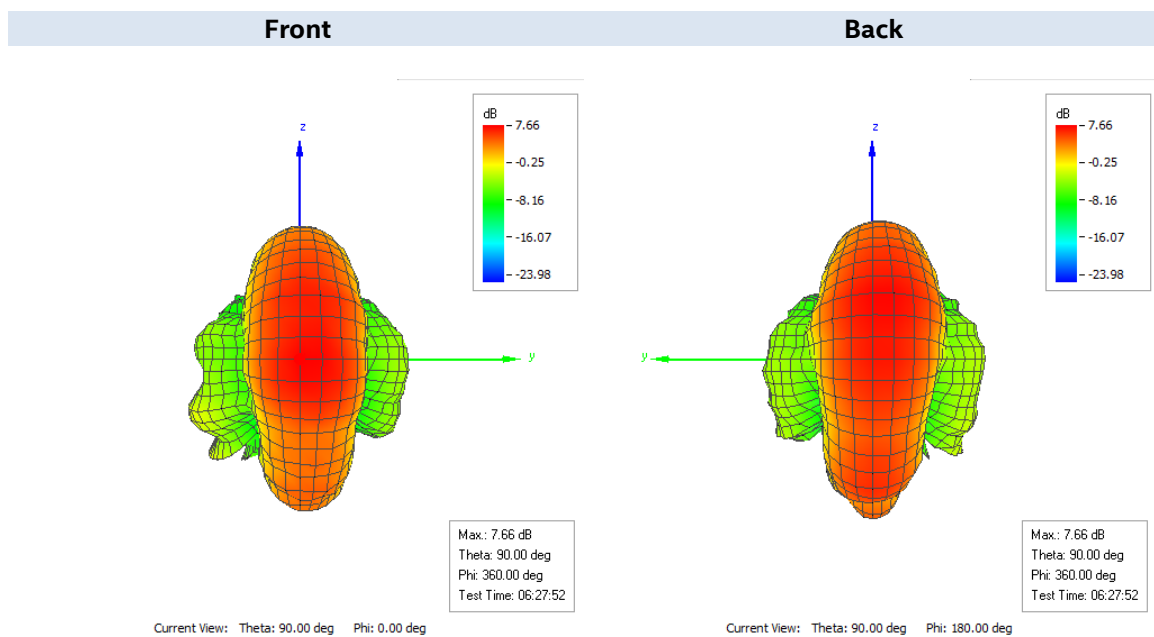 Front
Back
dB
7.66
-0.25
-8.16
-16.07
-23.98
z
y
Max.: 7.66 dB
Theta: 90.00 deg
Phi: 360.00 deg
Test Time: 06:27:52
Current View: Theta: 90.00 deg Phi: 0.00 deg
dB
7.66
-0.25
-8.16
-16.07
-23.98
z
y
Max.: 7.66 dB
Theta: 90.00 deg
Phi: 360.00 deg
Test Time: 06:27:52
Current View: Theta: 90.00 deg Phi: 180.00 deg